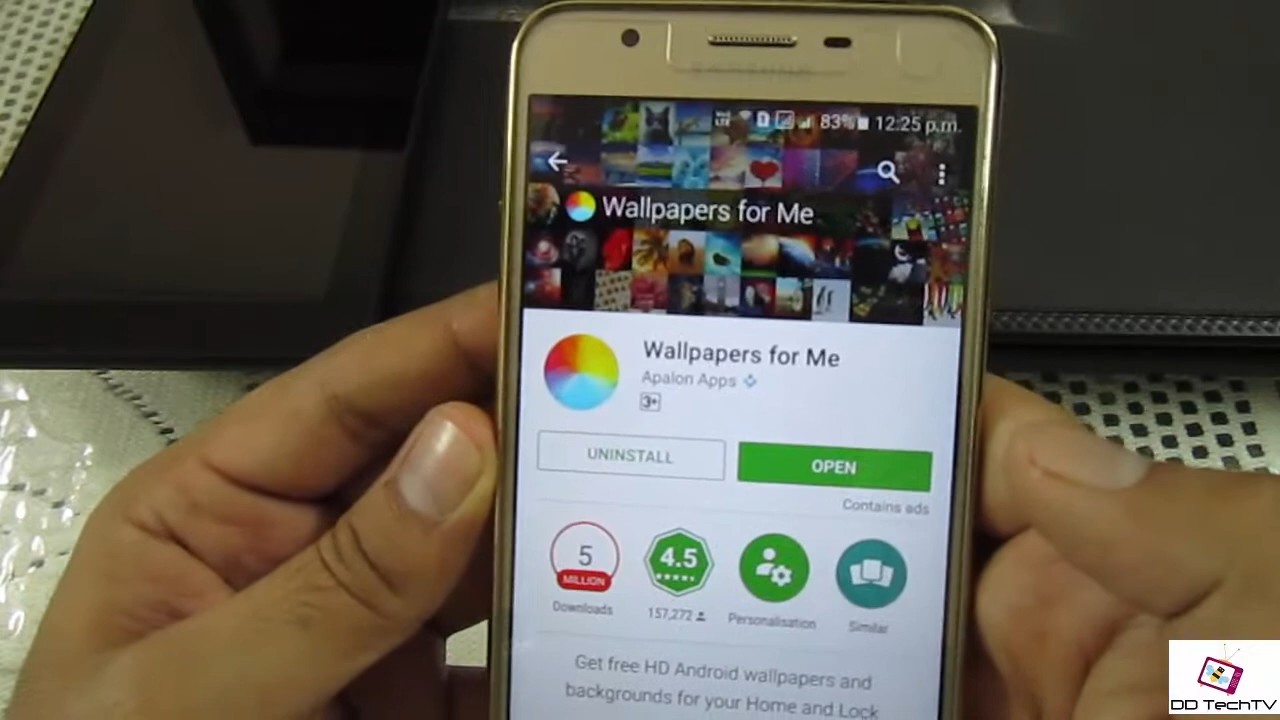 SAMSUNG
VoLTE 83% 12:25 p.m.
Wallpapers for Me
Wallpapers for Me
Apalon Apps
3+
UNINSTALL
OPEN
Contains ads
5
MILLION
Downloads
4.5
157,272
Personalisation
Similar
Get free HD Android wallpapers and
backgrounds for your Home and Lock
DD TechTV